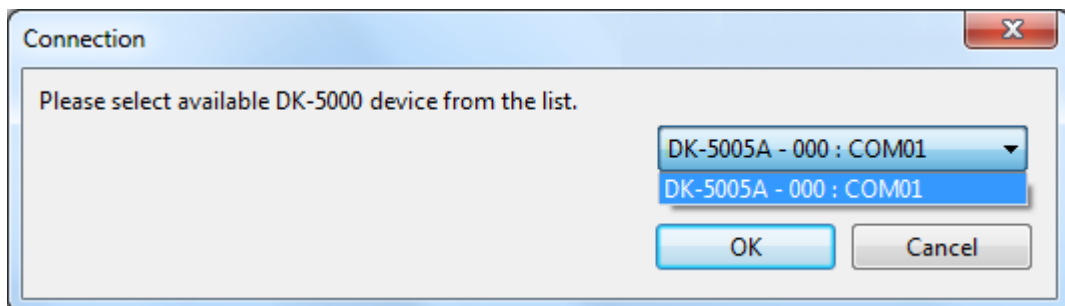 Connection
Please select available DK-5000 device from the list.
DK-5005A - 000 : COM01
DK-5005A - 000 : COM01
OK
Cancel